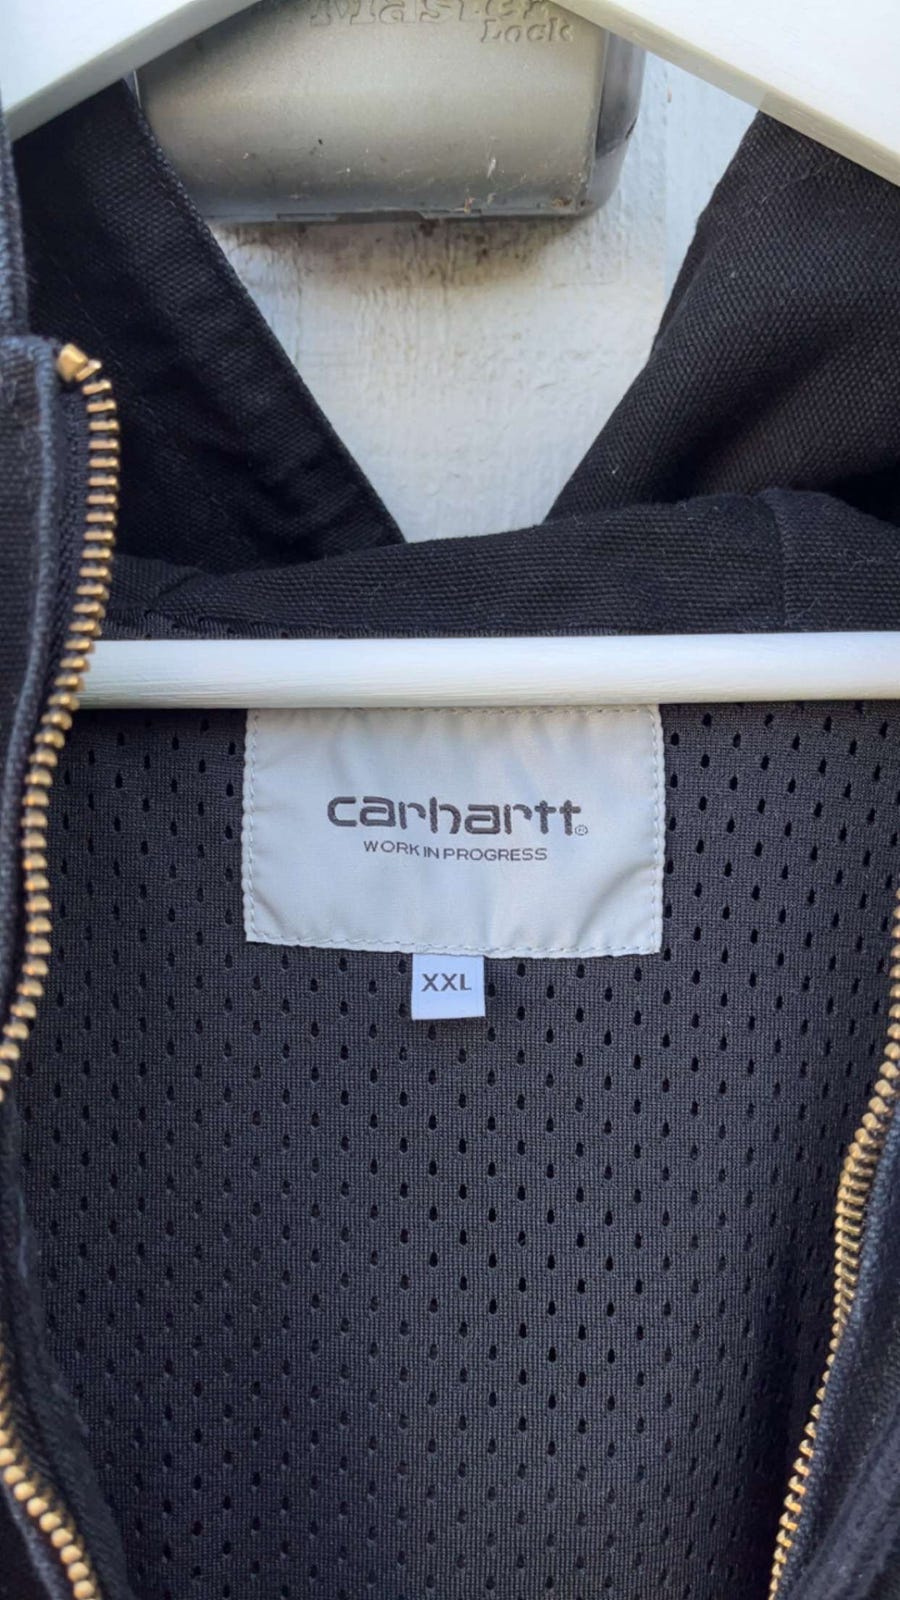 Master
Lock
carhartt®
WORK IN PROGRESS
XXL